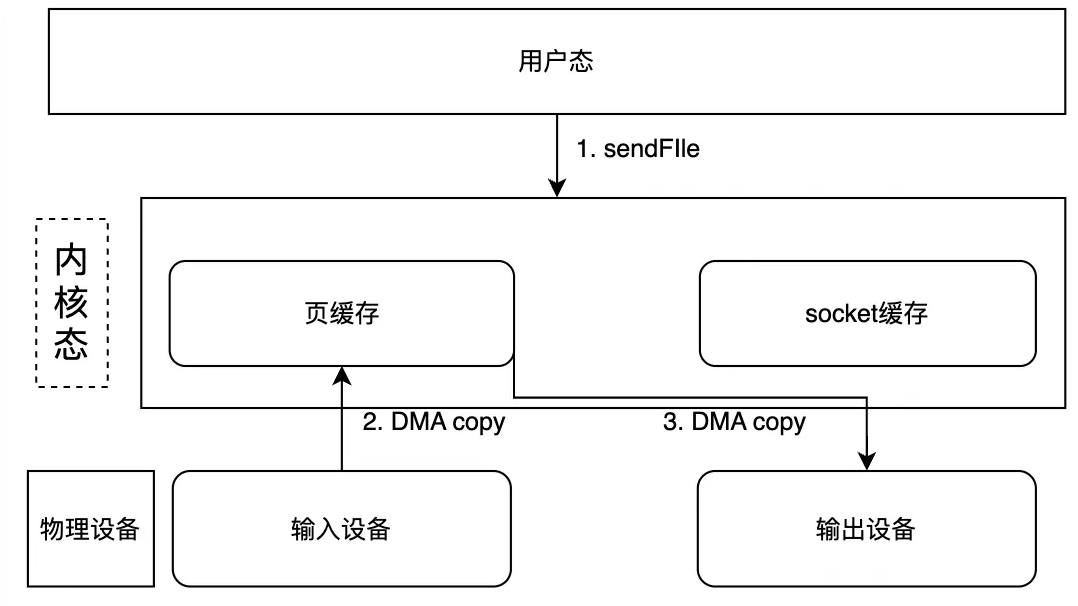 用户态
1. sendFIle
内
核
态
页缓存
socket缓存
2. DMA copy
3. DMA copy
物理设备
输入设备
输出设备